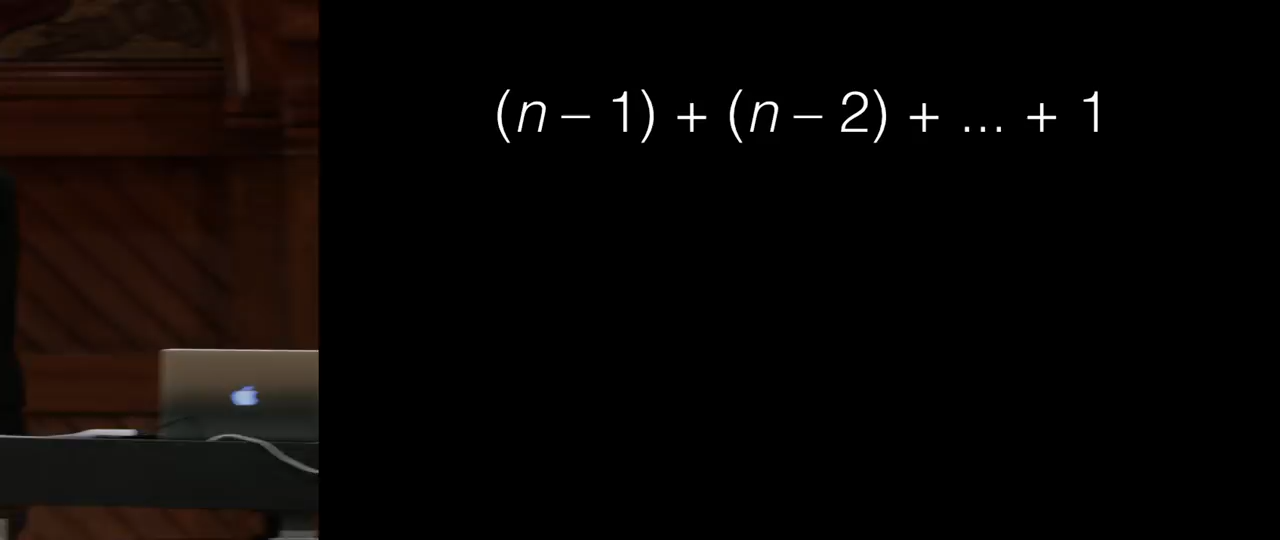 (n – 1) + (n – 2) + ... + 1